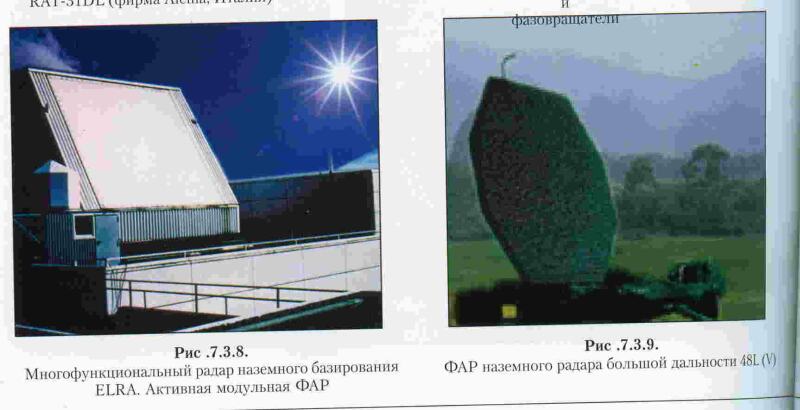 RAT-31DL (фирма Alenia, Италия)
и
фазовращатели
Рис .7.3.8.
Многофункциональный радар наземного базирования
ELRA. Активная модульная ФАР
Рис .7.3.9.
ФАР наземного радара большой дальности 48L (V)